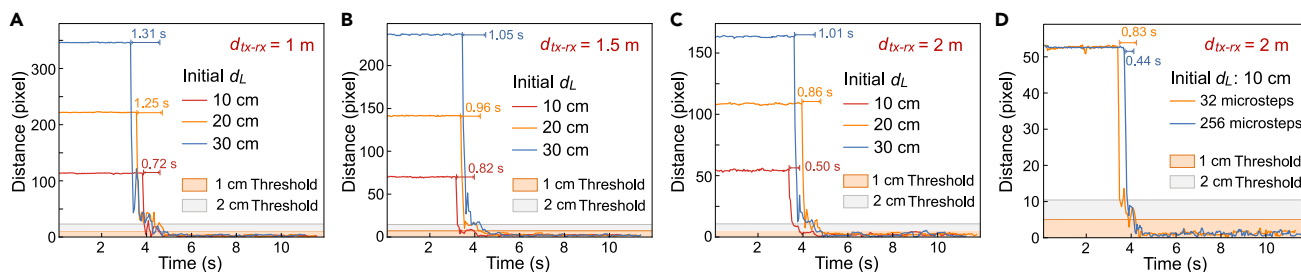 A
d_tx-rx = 1 m
1.31 s
1.25 s
0.72 s
Initial d_L
10 cm
20 cm
30 cm
1 cm Threshold
2 cm Threshold
Distance (pixel)
300
200
100
0
0 2 4 6 8 10
Time (s)
B
d_tx-rx = 1.5 m
1.05 s
0.96 s
0.82 s
Initial d_L
10 cm
20 cm
30 cm
1 cm Threshold
2 cm Threshold
Distance (pixel)
200
150
100
50
0
0 2 4 6 8 10
Time (s)
C
d_tx-rx = 2 m
1.01 s
0.86 s
0.50 s
Initial d_L
10 cm
20 cm
30 cm
1 cm Threshold
2 cm Threshold
Distance (pixel)
150
100
50
0
0 2 4 6 8 10
Time (s)
D
0.83 s
d_tx-rx = 2 m
0.44 s
Initial d_L: 10 cm
32 microsteps
256 microsteps
1 cm Threshold
2 cm Threshold
Distance (pixel)
50
40
30
20
10
0
0 2 4 6 8 10
Time (s)